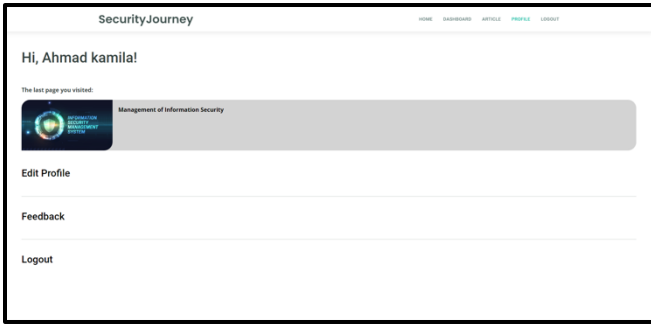 SecurityJourney
HOME DASHBOARD ARTICLE PROFILE LOGOUT
Hi, Ahmad kamila!
The last page you visited:
INFORMATION
SECURITY
MANAGEMENT
SYSTEM
Management of Information Security
Edit Profile
Feedback
Logout